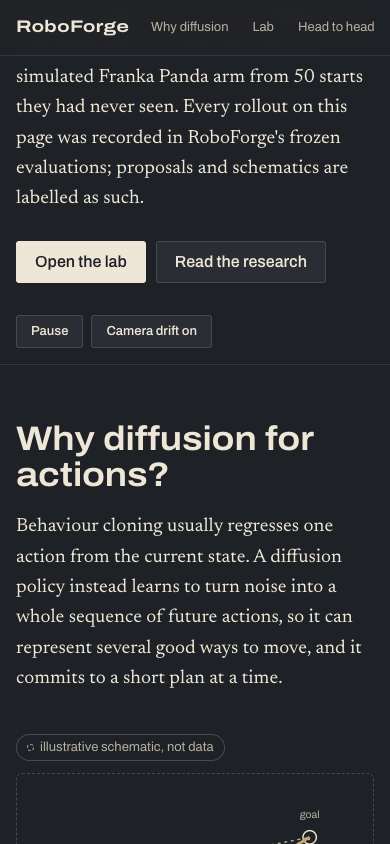 RoboForge Why diffusion Lab Head to head
simulated Franka Panda arm from 50 starts
they had never seen. Every rollout on this
page was recorded in RoboForge's frozen
evaluations; proposals and schematics are
labelled as such.
Open the lab Read the research
Pause Camera drift on
Why diffusion for
actions?
Behaviour cloning usually regresses one
action from the current state. A diffusion
policy instead learns to turn noise into a
whole sequence of future actions, so it can
represent several good ways to move, and it
commits to a short plan at a time.
illustrative schematic, not data
goal